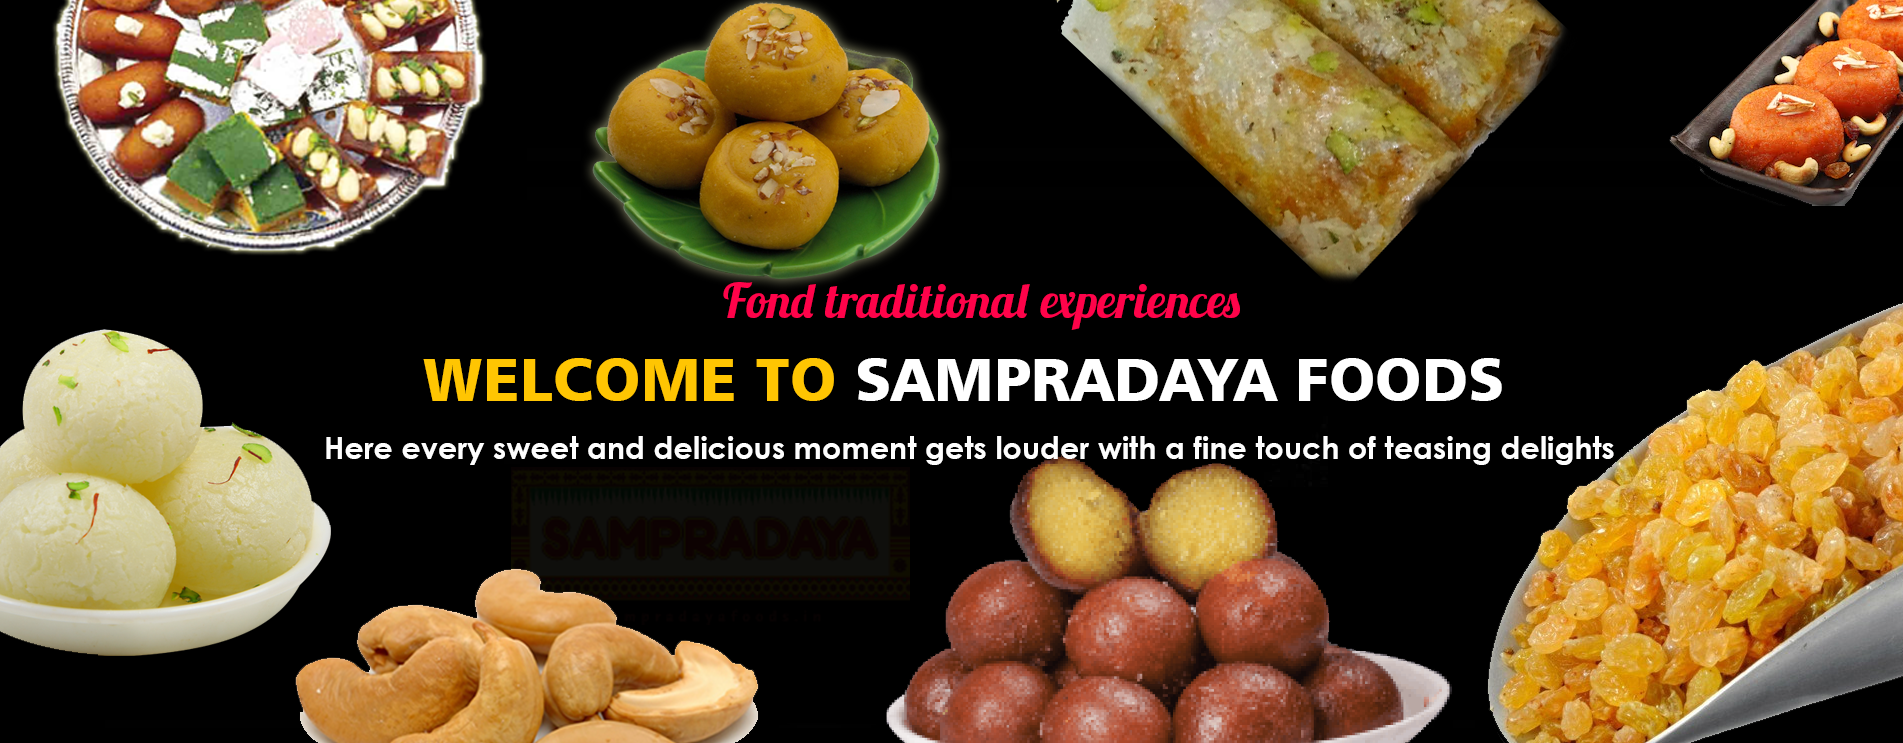 Fond traditional experiences
WELCOME TO SAMPRADAYA FOODS
Here every sweet and delicious moment gets louder with a fine touch of teasing delights
SAMPRADAYA